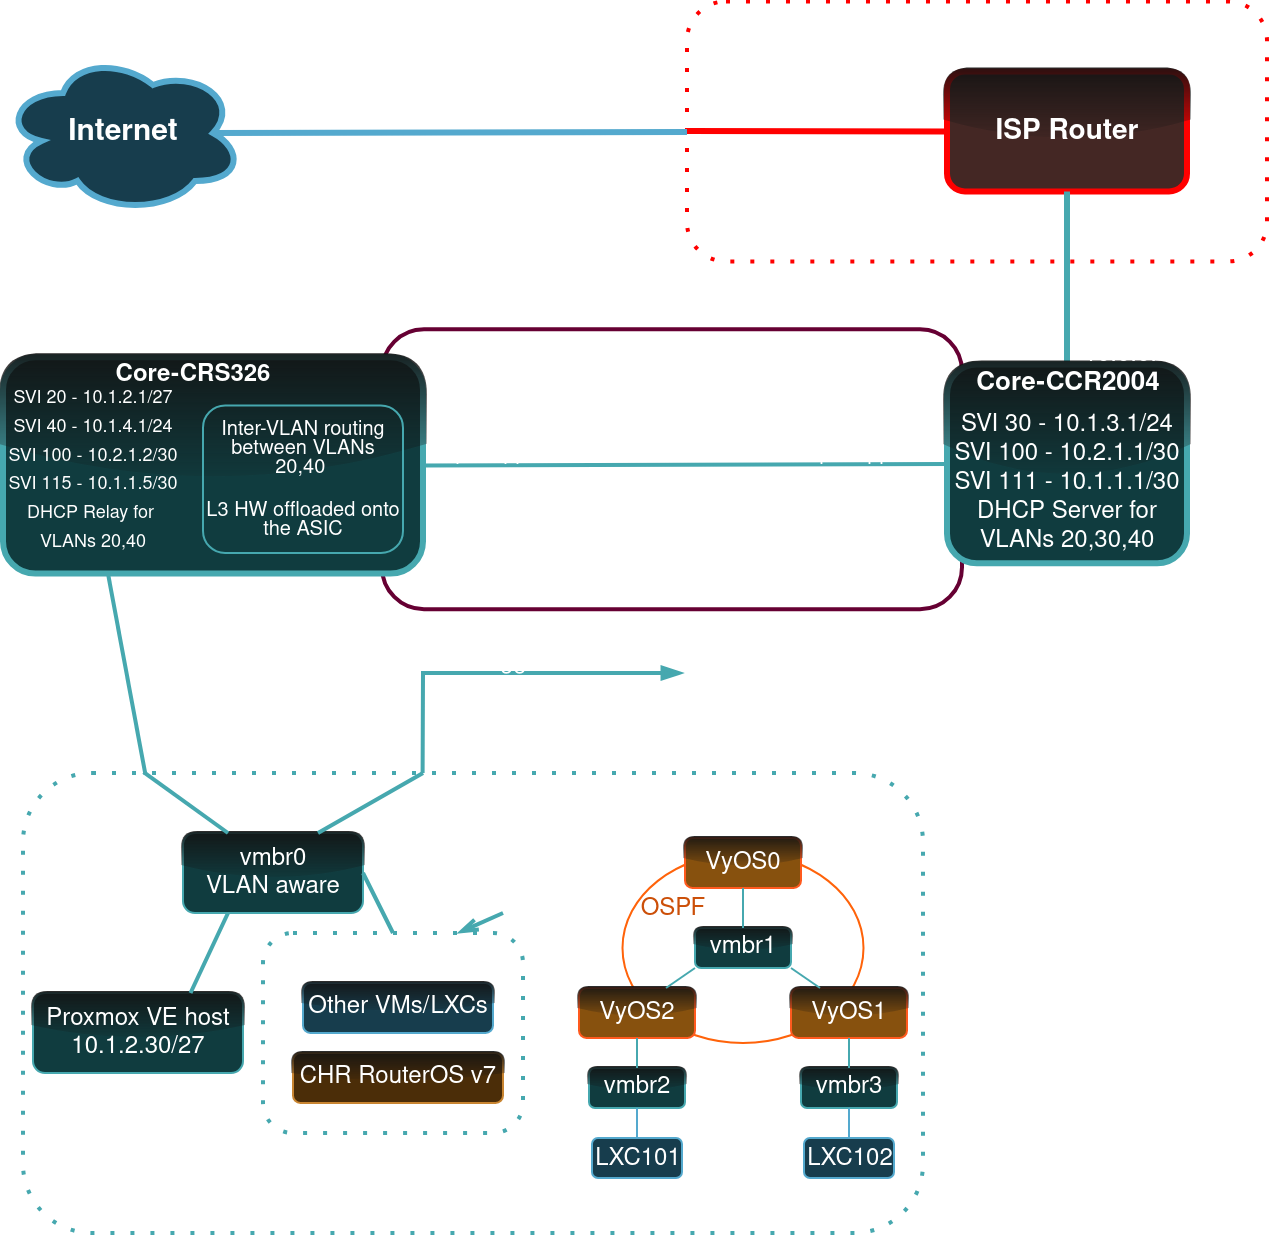 Internet
ISP Router
Core-CRS326
SVI 20 - 10.1.2.1/27
SVI 40 - 10.1.4.1/24
SVI 100 - 10.2.1.2/30
SVI 115 - 10.1.1.5/30
DHCP Relay for
VLANs 20,40
Inter-VLAN routing
between VLANs
20,40
L3 HW offloaded onto
the ASIC
Core-CCR2004
SVI 30 - 10.1.3.1/24
SVI 100 - 10.2.1.1/30
SVI 111 - 10.1.1.1/30
DHCP Server for
VLANs 20,30,40
vmbr0
VLAN aware
Proxmox VE host
10.1.2.30/27
Other VMs/LXCs
CHR RouterOS v7
VyOS0
OSPF
vmbr1
VyOS2
VyOS1
vmbr2
vmbr3
LXC101
LXC102